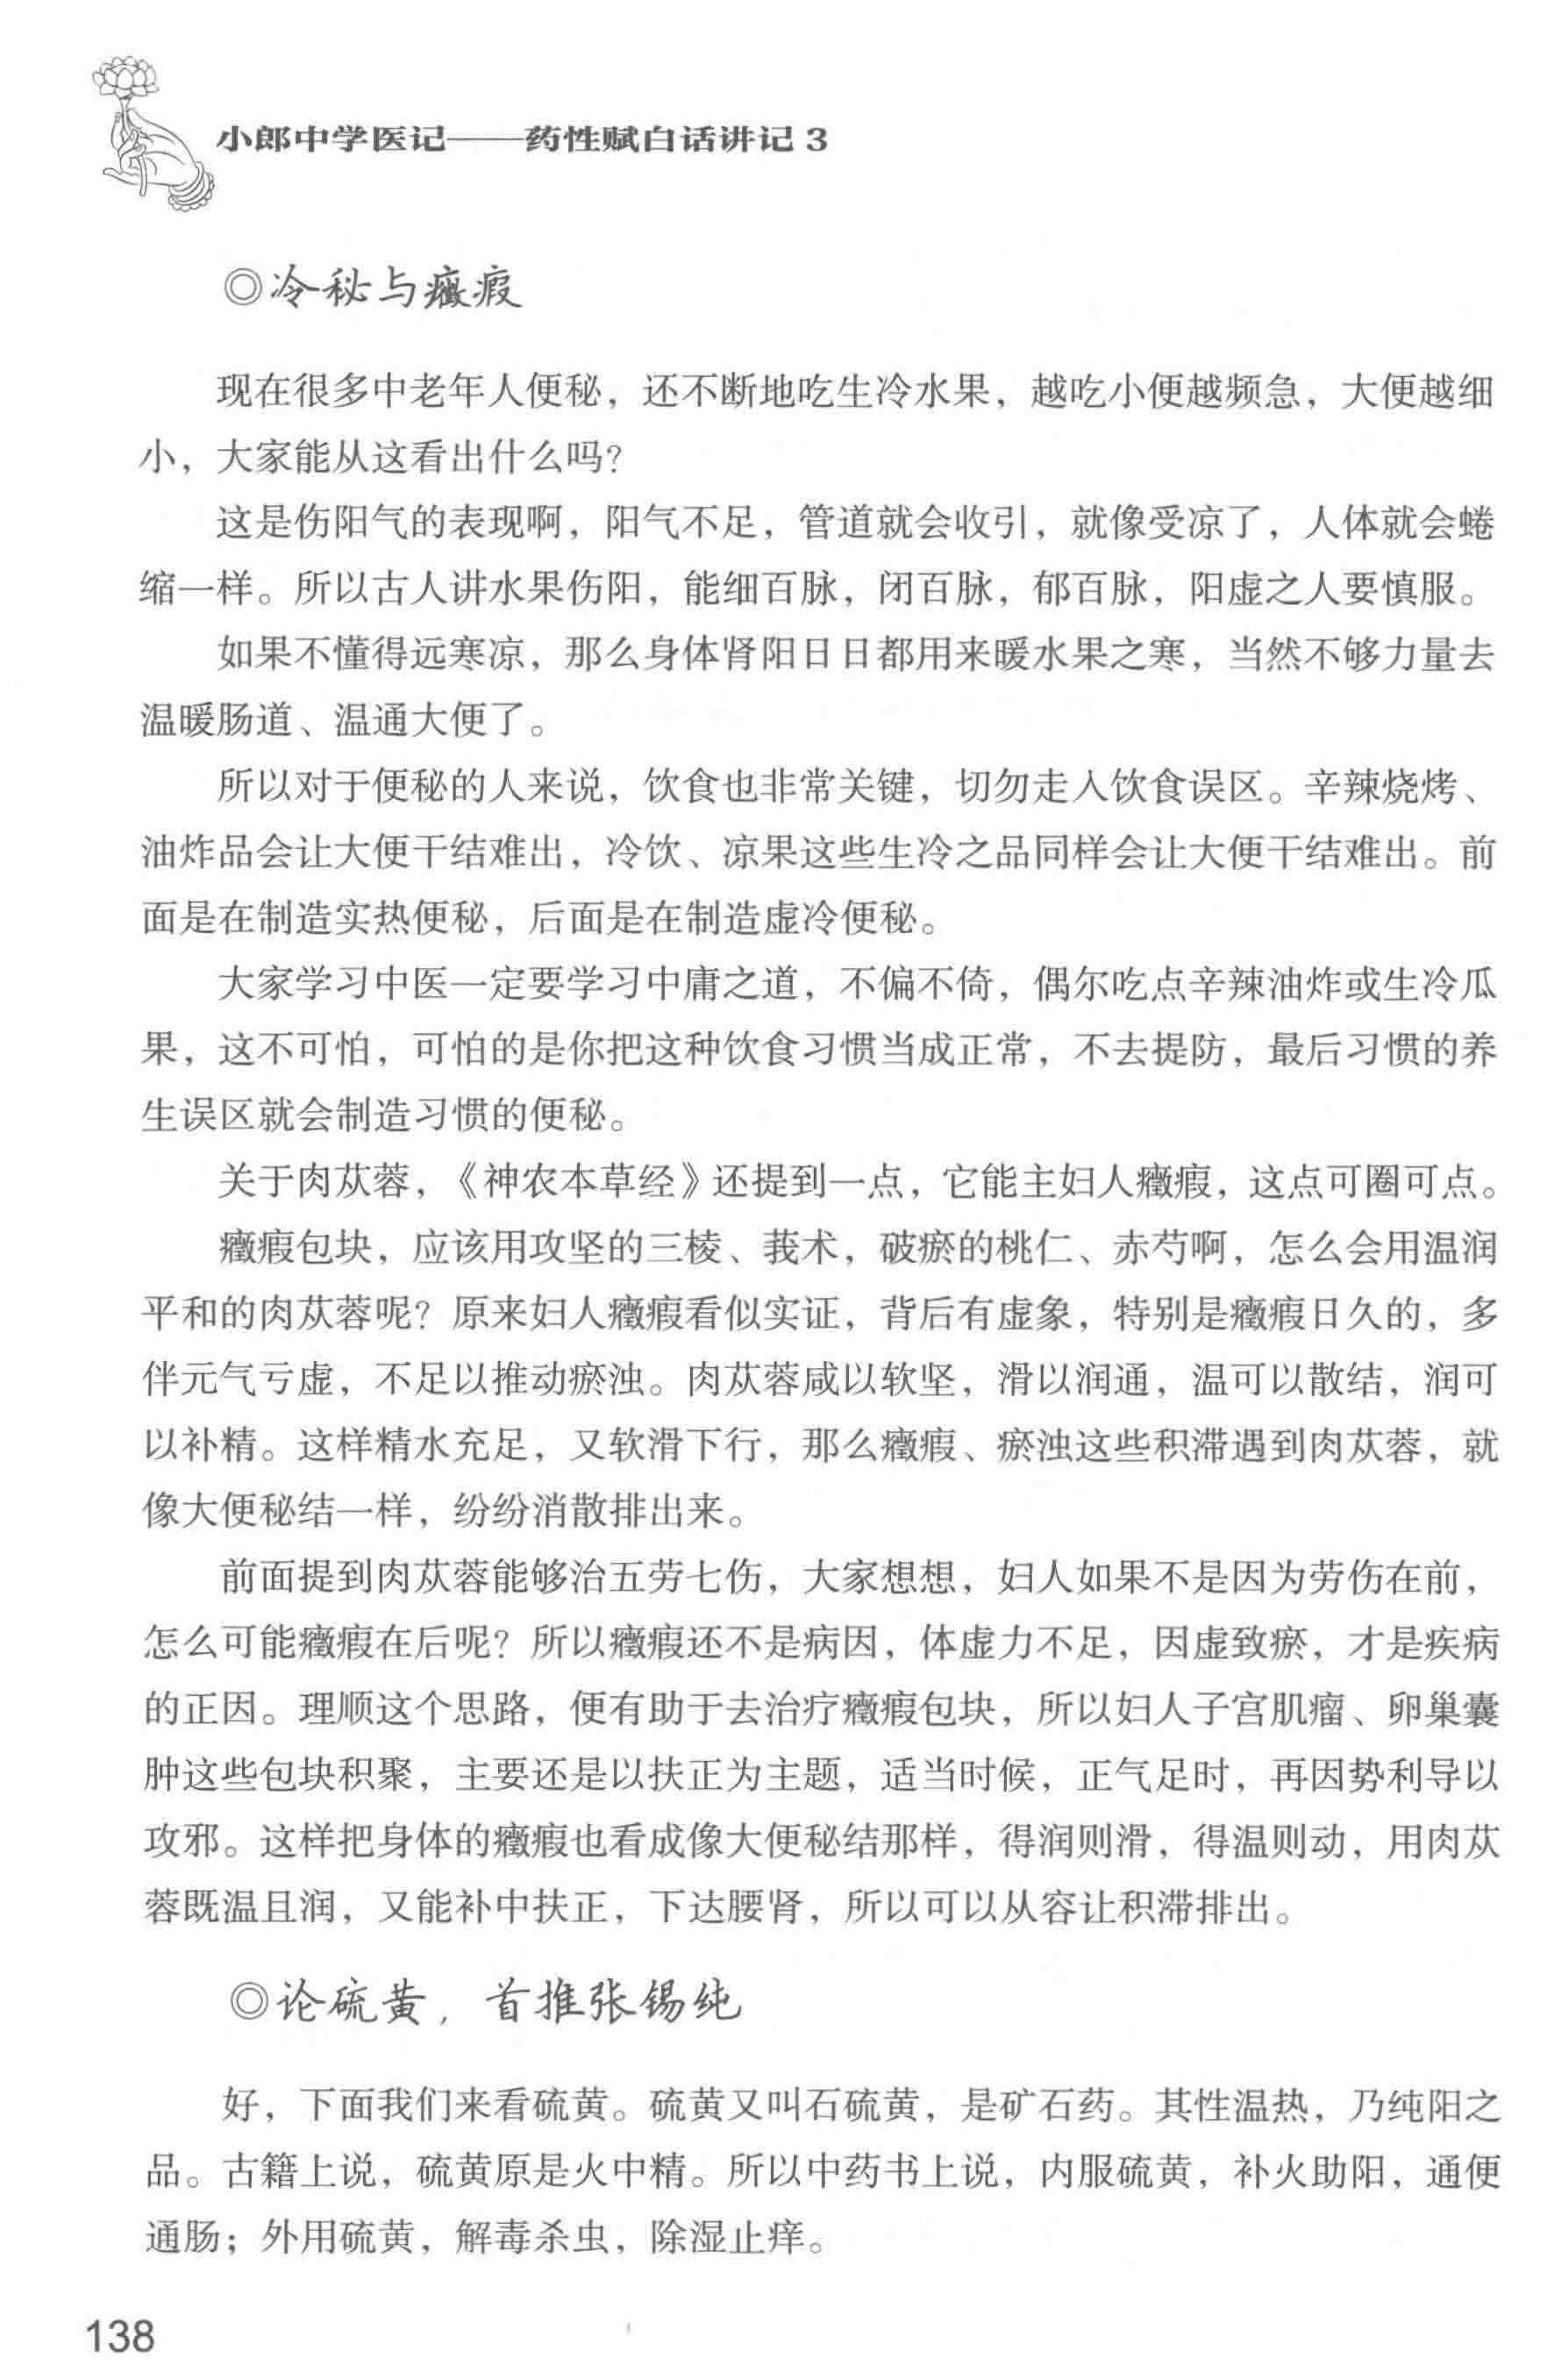 小郎中学医记——药性赋白话讲记 3
◎冷秘与癥瘕
现在很多中老年人便秘，还不断地吃生冷水果，越吃小便越频急，大便越细
小，大家能从这看出什么吗？
这是伤阳气的表现啊，阳气不足，管道就会收引，就像受凉了，人体就会蜷
缩一样。所以古人讲水果伤阳，能细百脉，闭百脉，郁百脉，阳虚之人要慎服。
如果不懂得远寒凉，那么身体肾阳日日都用来暖水果之寒，当然不够力量去
温暖肠道、温通大便了。
所以对于便秘的人来说，饮食也非常关键，切勿走入饮食误区。辛辣烧烤、
油炸品会让大便干结难出，冷饮、凉果这些生冷之品同样会让大便干结难出。前
面是在制造实热便秘，后面是在制造虚冷便秘。
大家学习中医一定要学习中庸之道，不偏不倚，偶尔吃点辛辣油炸或生冷瓜
果，这不可怕，可怕的是你把这种饮食习惯当成正常，不去提防，最后习惯的养
生误区就会制造习惯的便秘。
关于肉苁蓉，《神农本草经》还提到一点，它能主妇人癥瘕，这点可圈可点。
癥瘕包块，应该用攻坚的三棱、莪术，破瘀的桃仁、赤芍啊，怎么会用温润
平和的肉苁蓉呢？原来妇人癥瘕看似实证，背后有虚象，特别是癥瘕日久的，多
伴元气亏虚，不足以推动瘀浊。肉苁蓉咸以软坚，滑以润通，温可以散结，润可
以补精。这样精水充足，又软滑下行，那么癥瘕、瘀浊这些积滞遇到肉苁蓉，就
像大便秘结一样，纷纷消散排出来。
前面提到肉苁蓉能够治五劳七伤，大家想想，妇人如果不是因为劳伤在前，
怎么可能癥瘕在后呢？所以癥瘕还不是病因，体虚力不足，因虚致瘀，才是疾病
的正因。理顺这个思路，便有助于去治疗癥瘕包块，所以妇人子宫肌瘤、卵巢囊
肿这些包块积聚，主要还是以扶正为主题，适当时候，正气足时，再因势利导以
攻邪。这样把身体的癥瘕也看成像大便秘结那样，得润则滑，得温则动，用肉苁
蓉既温且润，又能补中扶正，下达腰肾，所以可以从容让积滞排出。
◎论硫黄，首推张锡纯
好，下面我们来看硫黄。硫黄又叫石硫黄，是矿石药。其性温热，乃纯阳之
品。古籍上说，硫黄原是火中精。所以中药书上说，内服硫黄，补火助阳，通便
通肠；外用硫黄，解毒杀虫，除湿止痒。
138